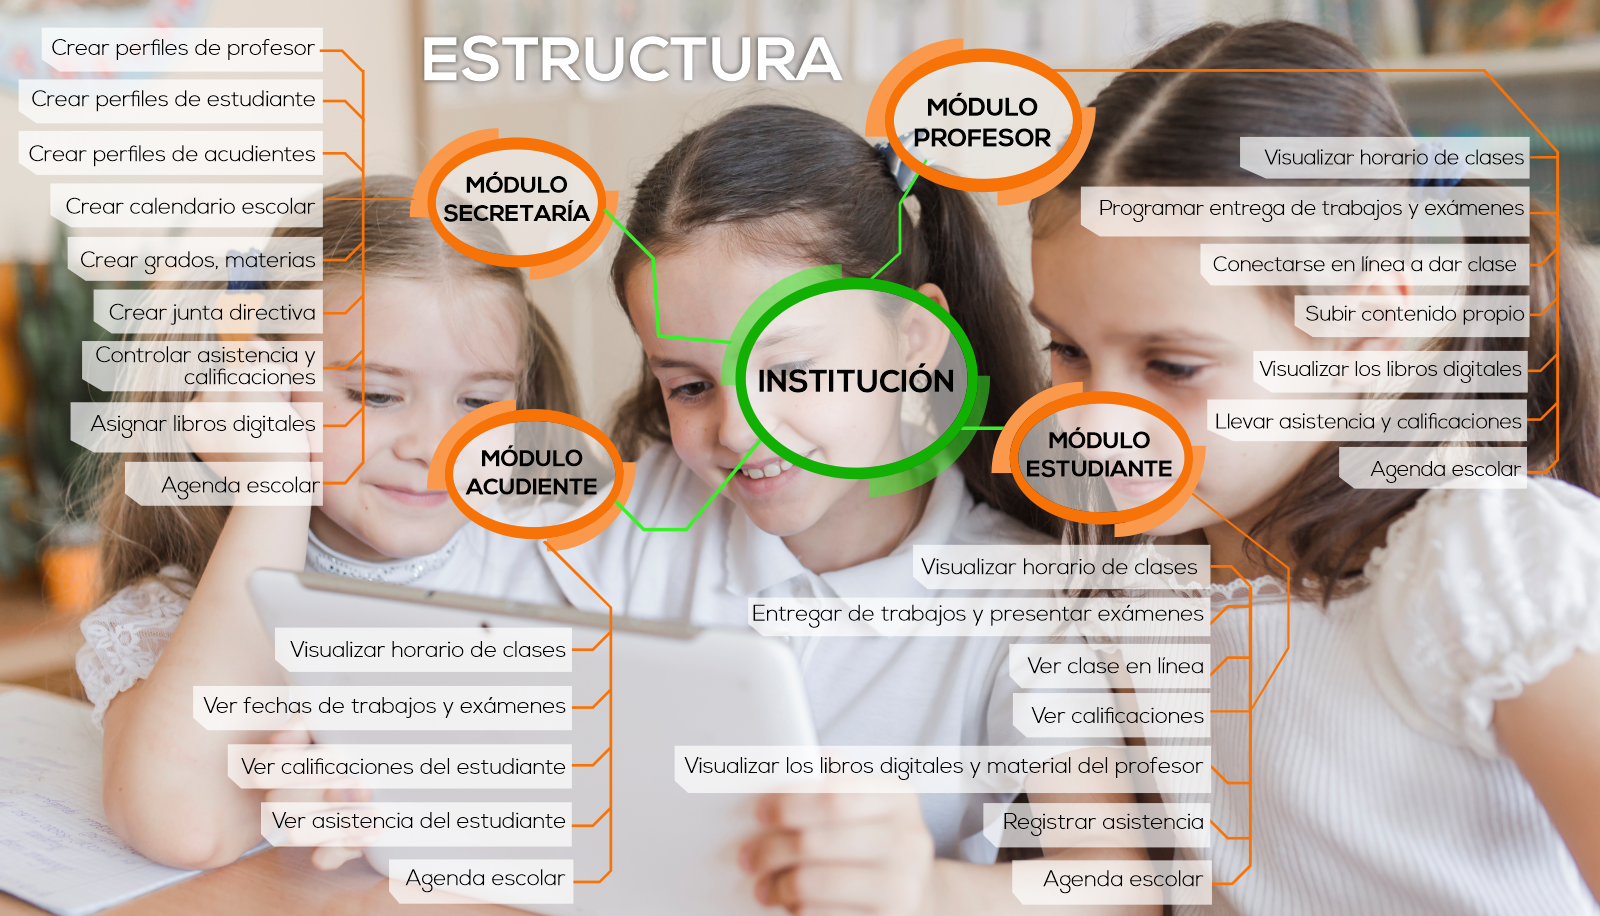 ESTRUCTURA
Crear perfiles de profesor
Crear perfiles de estudiante
Crear perfiles de acudientes
Crear calendario escolar
Crear grados, materias
Crear junta directiva
Controlar asistencia y
calificaciones
Asignar libros digitales
Agenda escolar
MÓDULO
SECRETARÍA
MÓDULO
PROFESOR
Visualizar horario de clases
Programar entrega de trabajos y exámenes
Conectarse en línea a dar clase
Subir contenido propio
Visualizar los libros digitales
Llevar asistencia y calificaciones
Agenda escolar
INSTITUCIÓN
MÓDULO
ACUDIENTE
Visualizar horario de clases
Ver fechas de trabajos y exámenes
Ver calificaciones del estudiante
Ver asistencia del estudiante
Agenda escolar
MÓDULO
ESTUDIANTE
Visualizar horario de clases
Entregar de trabajos y presentar exámenes
Ver clase en línea
Ver calificaciones
Visualizar los libros digitales y material del profesor
Registrar asistencia
Agenda escolar